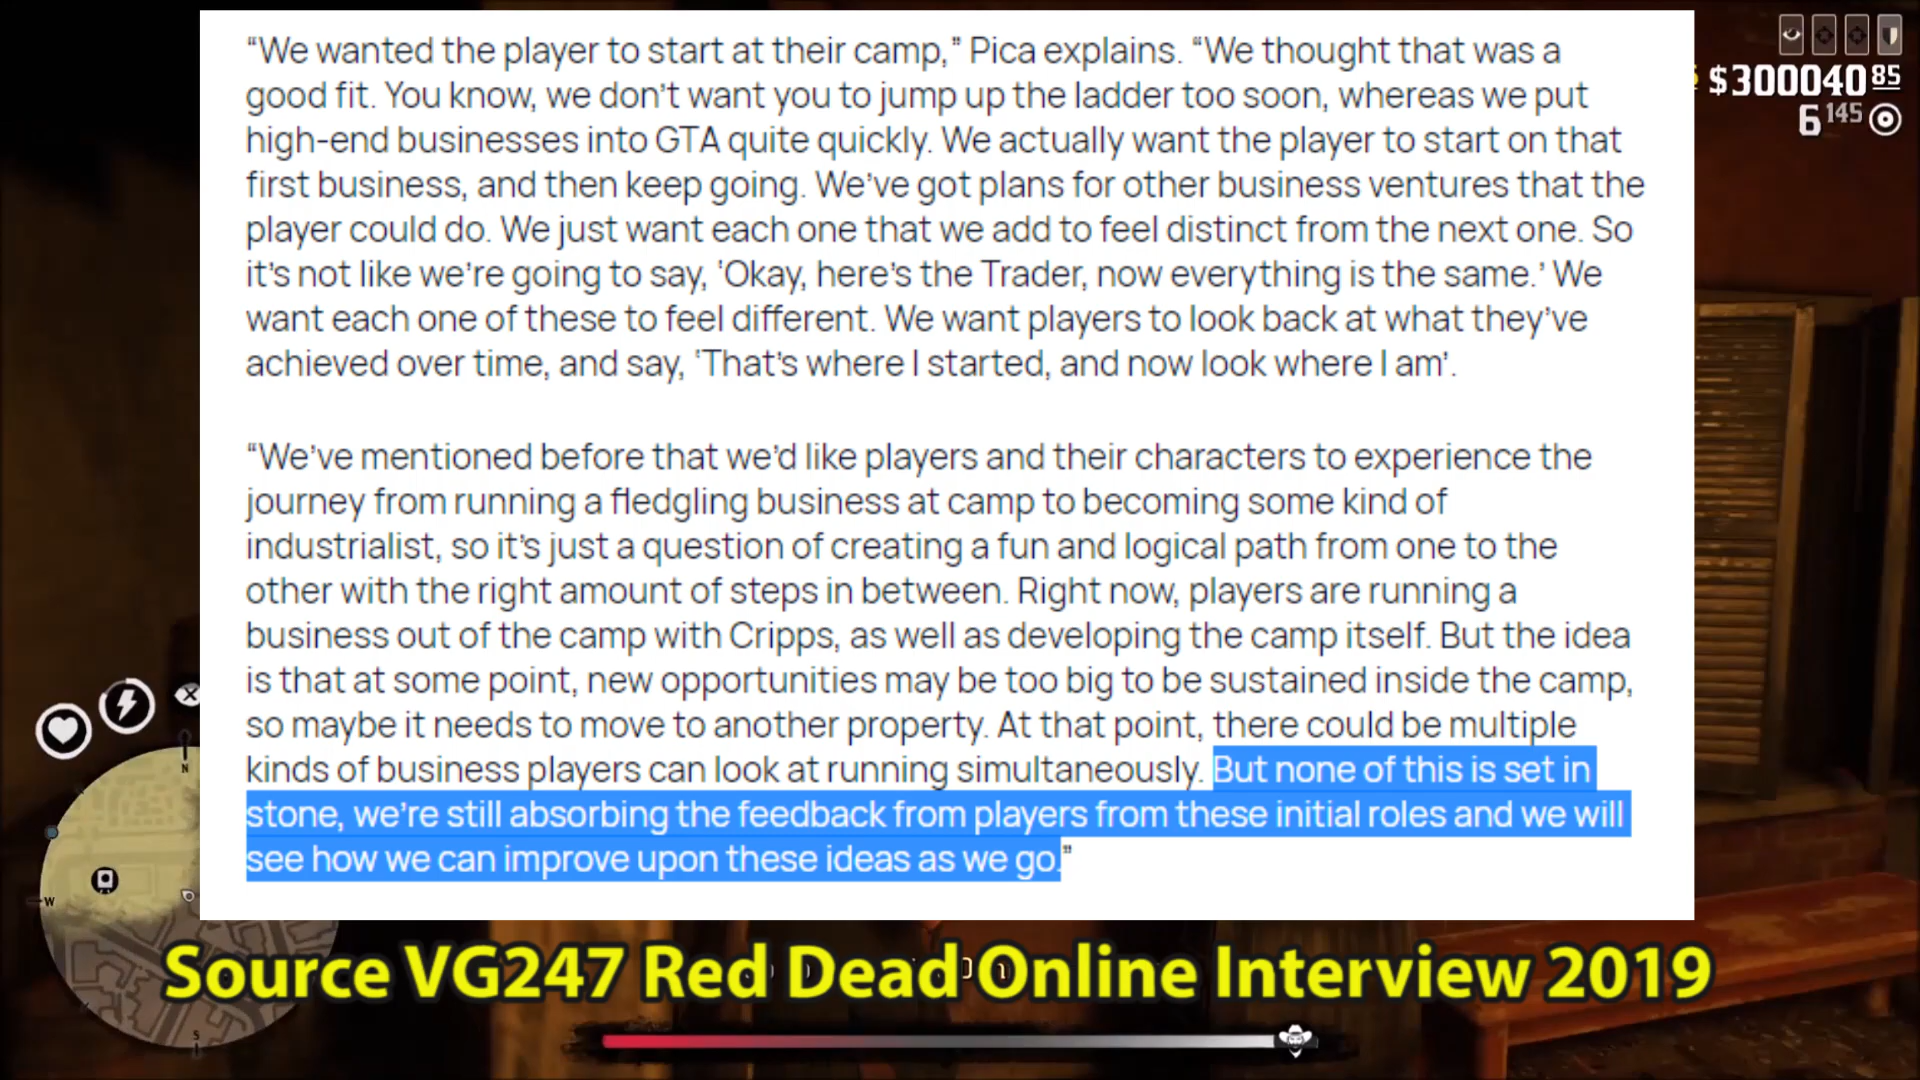 “We wanted the player to start at their camp,” Pica explains. “We thought that was a
good fit. You know, we don’t want you to jump up the ladder too soon, whereas we put
high-end businesses into GTA quite quickly. We actually want the player to start on that
first business, and then keep going. We’ve got plans for other business ventures that the
player could do. We just want each one that we add to feel distinct from the next one. So
it’s not like we’re going to say, ‘Okay, here’s the Trader, now everything is the same.’ We
want each one of these to feel different. We want players to look back at what they’ve
achieved over time, and say, ‘That’s where I started, and now look where I am’.
“We’ve mentioned before that we’d like players and their characters to experience the
journey from running a fledgling business at camp to becoming some kind of
industrialist, so it’s just a question of creating a fun and logical path from one to the
other with the right amount of steps in between. Right now, players are running a
business out of the camp with Cripps, as well as developing the camp itself. But the idea
is that at some point, new opportunities may be too big to be sustained inside the camp,
so maybe it needs to move to another property. At that point, there could be multiple
kinds of business players can look at running simultaneously. But none of this is set in
stone, we’re still absorbing the feedback from players from these initial roles and we will
see how we can improve upon these ideas as we go.”
$300040 85
6 145
N
W
S
Source VG247 Red Dead Online Interview 2019